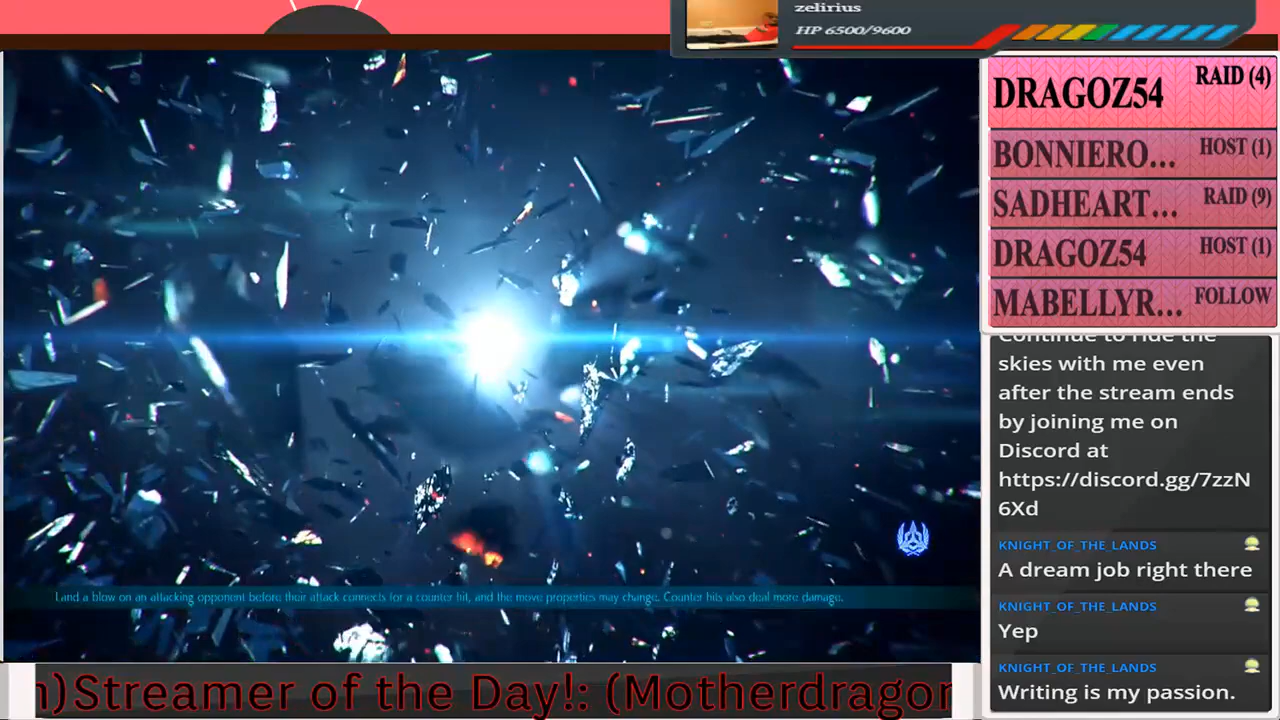 zelirius
HP 6500/9600
DRAGOZ54 RAID (4)
BONNIERO... HOST (1)
SADHEART... RAID (9)
DRAGOZ54 HOST (1)
MABELLYR... FOLLOW
Continue to ride the
skies with me even
after the stream ends
by joining me on
Discord at
https://discord.gg/7zzN
6Xd
KNIGHT_OF_THE_LANDS
A dream job right there
KNIGHT_OF_THE_LANDS
Yep
KNIGHT_OF_THE_LANDS
Writing is my passion.
Land a blow on an attacking opponent before their attack connects for a counter hit, and the move properties may change. Counter hits also deal more damage.
n)Streamer of the Day!: (Motherdragon